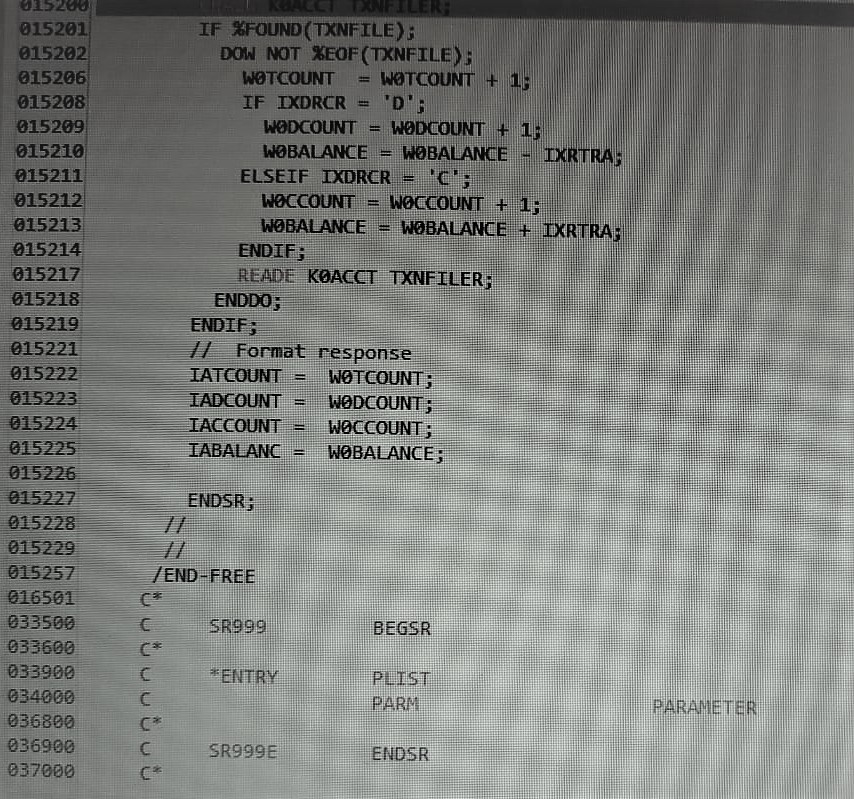 015200 K0ACCT TXNFILER;
015201 IF %FOUND(TXNFILE);
015202 DOW NOT %EOF(TXNFILE);
015206 W0TCOUNT = W0TCOUNT + 1;
015208 IF IXDRCR = 'D';
015209 W0DCOUNT = W0DCOUNT + 1;
015210 W0BALANCE = W0BALANCE - IXRTRA;
015211 ELSEIF IXDRCR = 'C';
015212 W0CCOUNT = W0CCOUNT + 1;
015213 W0BALANCE = W0BALANCE + IXRTRA;
015214 ENDIF;
015217 READE K0ACCT TXNFILER;
015218 ENDDO;
015219 ENDIF;
015221 // Format response
015222 IATCOUNT = W0TCOUNT;
015223 IADCOUNT = W0DCOUNT;
015224 IACCOUNT = W0CCOUNT;
015225 IABALANC = W0BALANCE;
015226
015227 ENDSR;
015228 //
015229 //
015257 /END-FREE
016501 C*
033500 C SR999 BEGSR
033600 C*
033900 C *ENTRY PLIST
034000 C PARM PARAMETER
036800 C*
036900 C SR999E ENDSR
037000 C*